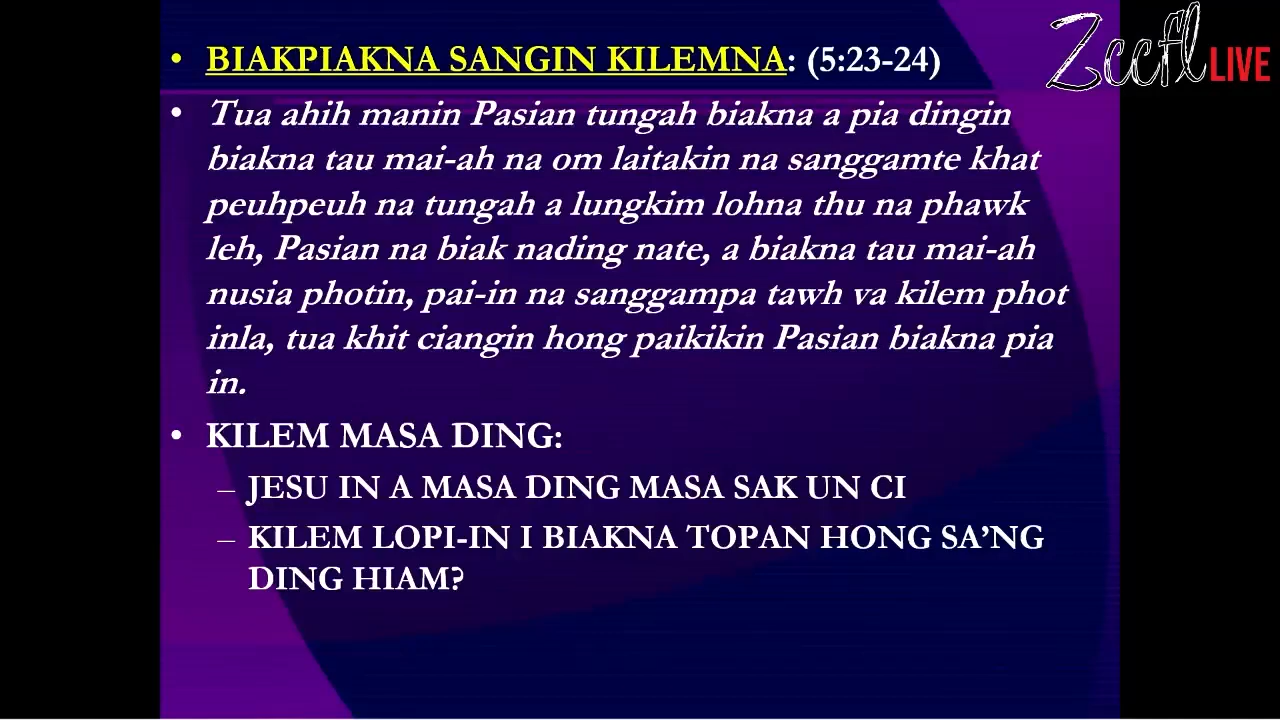 • BIAKPIAKNA SANGIN KILEMNA: (5:23-24)
• Tua ahih manin Pasian tungah biakna a pia dingin
biakna tau mai-ah na om laitakin na sanggamte khat
peuhpeuh na tungah a lungkim lohna thu na phawk
leh, Pasian na biak nading nate, a biakna tau mai-ah
nusia photin, pai-in na sanggampa tawh va kilem phot
inla, tua khit ciangin hong paikikin Pasian biakna pia
in.
• KILEM MASA DING:
– JESU IN A MASA DING MASA SAK UN CI
– KILEM LOPI-IN I BIAKNA TOPAN HONG SA’NG
DING HIAM?
Zccfl LIVE